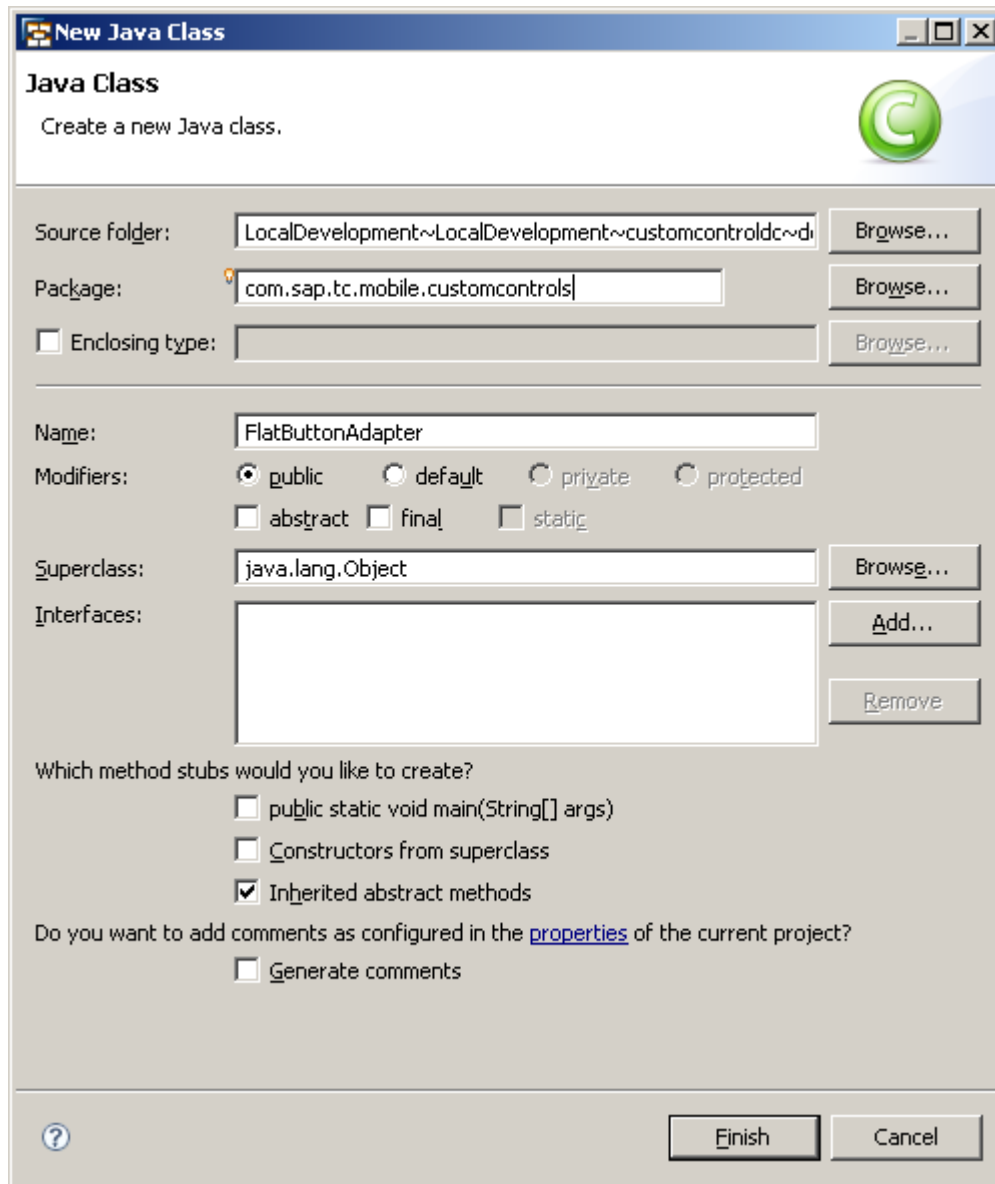 New Java Class
Java Class
Create a new Java class.
C
Source folder: LocalDevelopment~LocalDevelopment~customcontroldc~d Browse...
Package: com.sap.tc.mobile.customcontrols Browse...
Enclosing type: Browse...
Name: FlatButtonAdapter
Modifiers: public default private protected
abstract final static
Superclass: java.lang.Object Browse...
Interfaces: Add...
Remove
Which method stubs would you like to create?
public static void main(String[] args)
Constructors from superclass
Inherited abstract methods
Do you want to add comments as configured in the properties of the current project?
Generate comments
? Finish Cancel